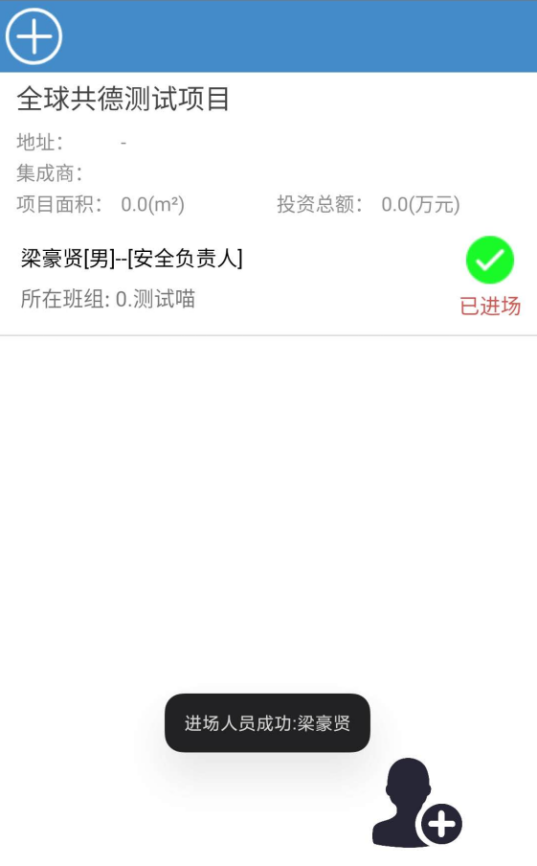 全球共德测试项目
地址： -
集成商：
项目面积： 0.0(m²) 投资总额： 0.0(万元)
梁豪贤[男]--[安全负责人]
所在班组: 0.测试喵
已进场
进场人员成功:梁豪贤